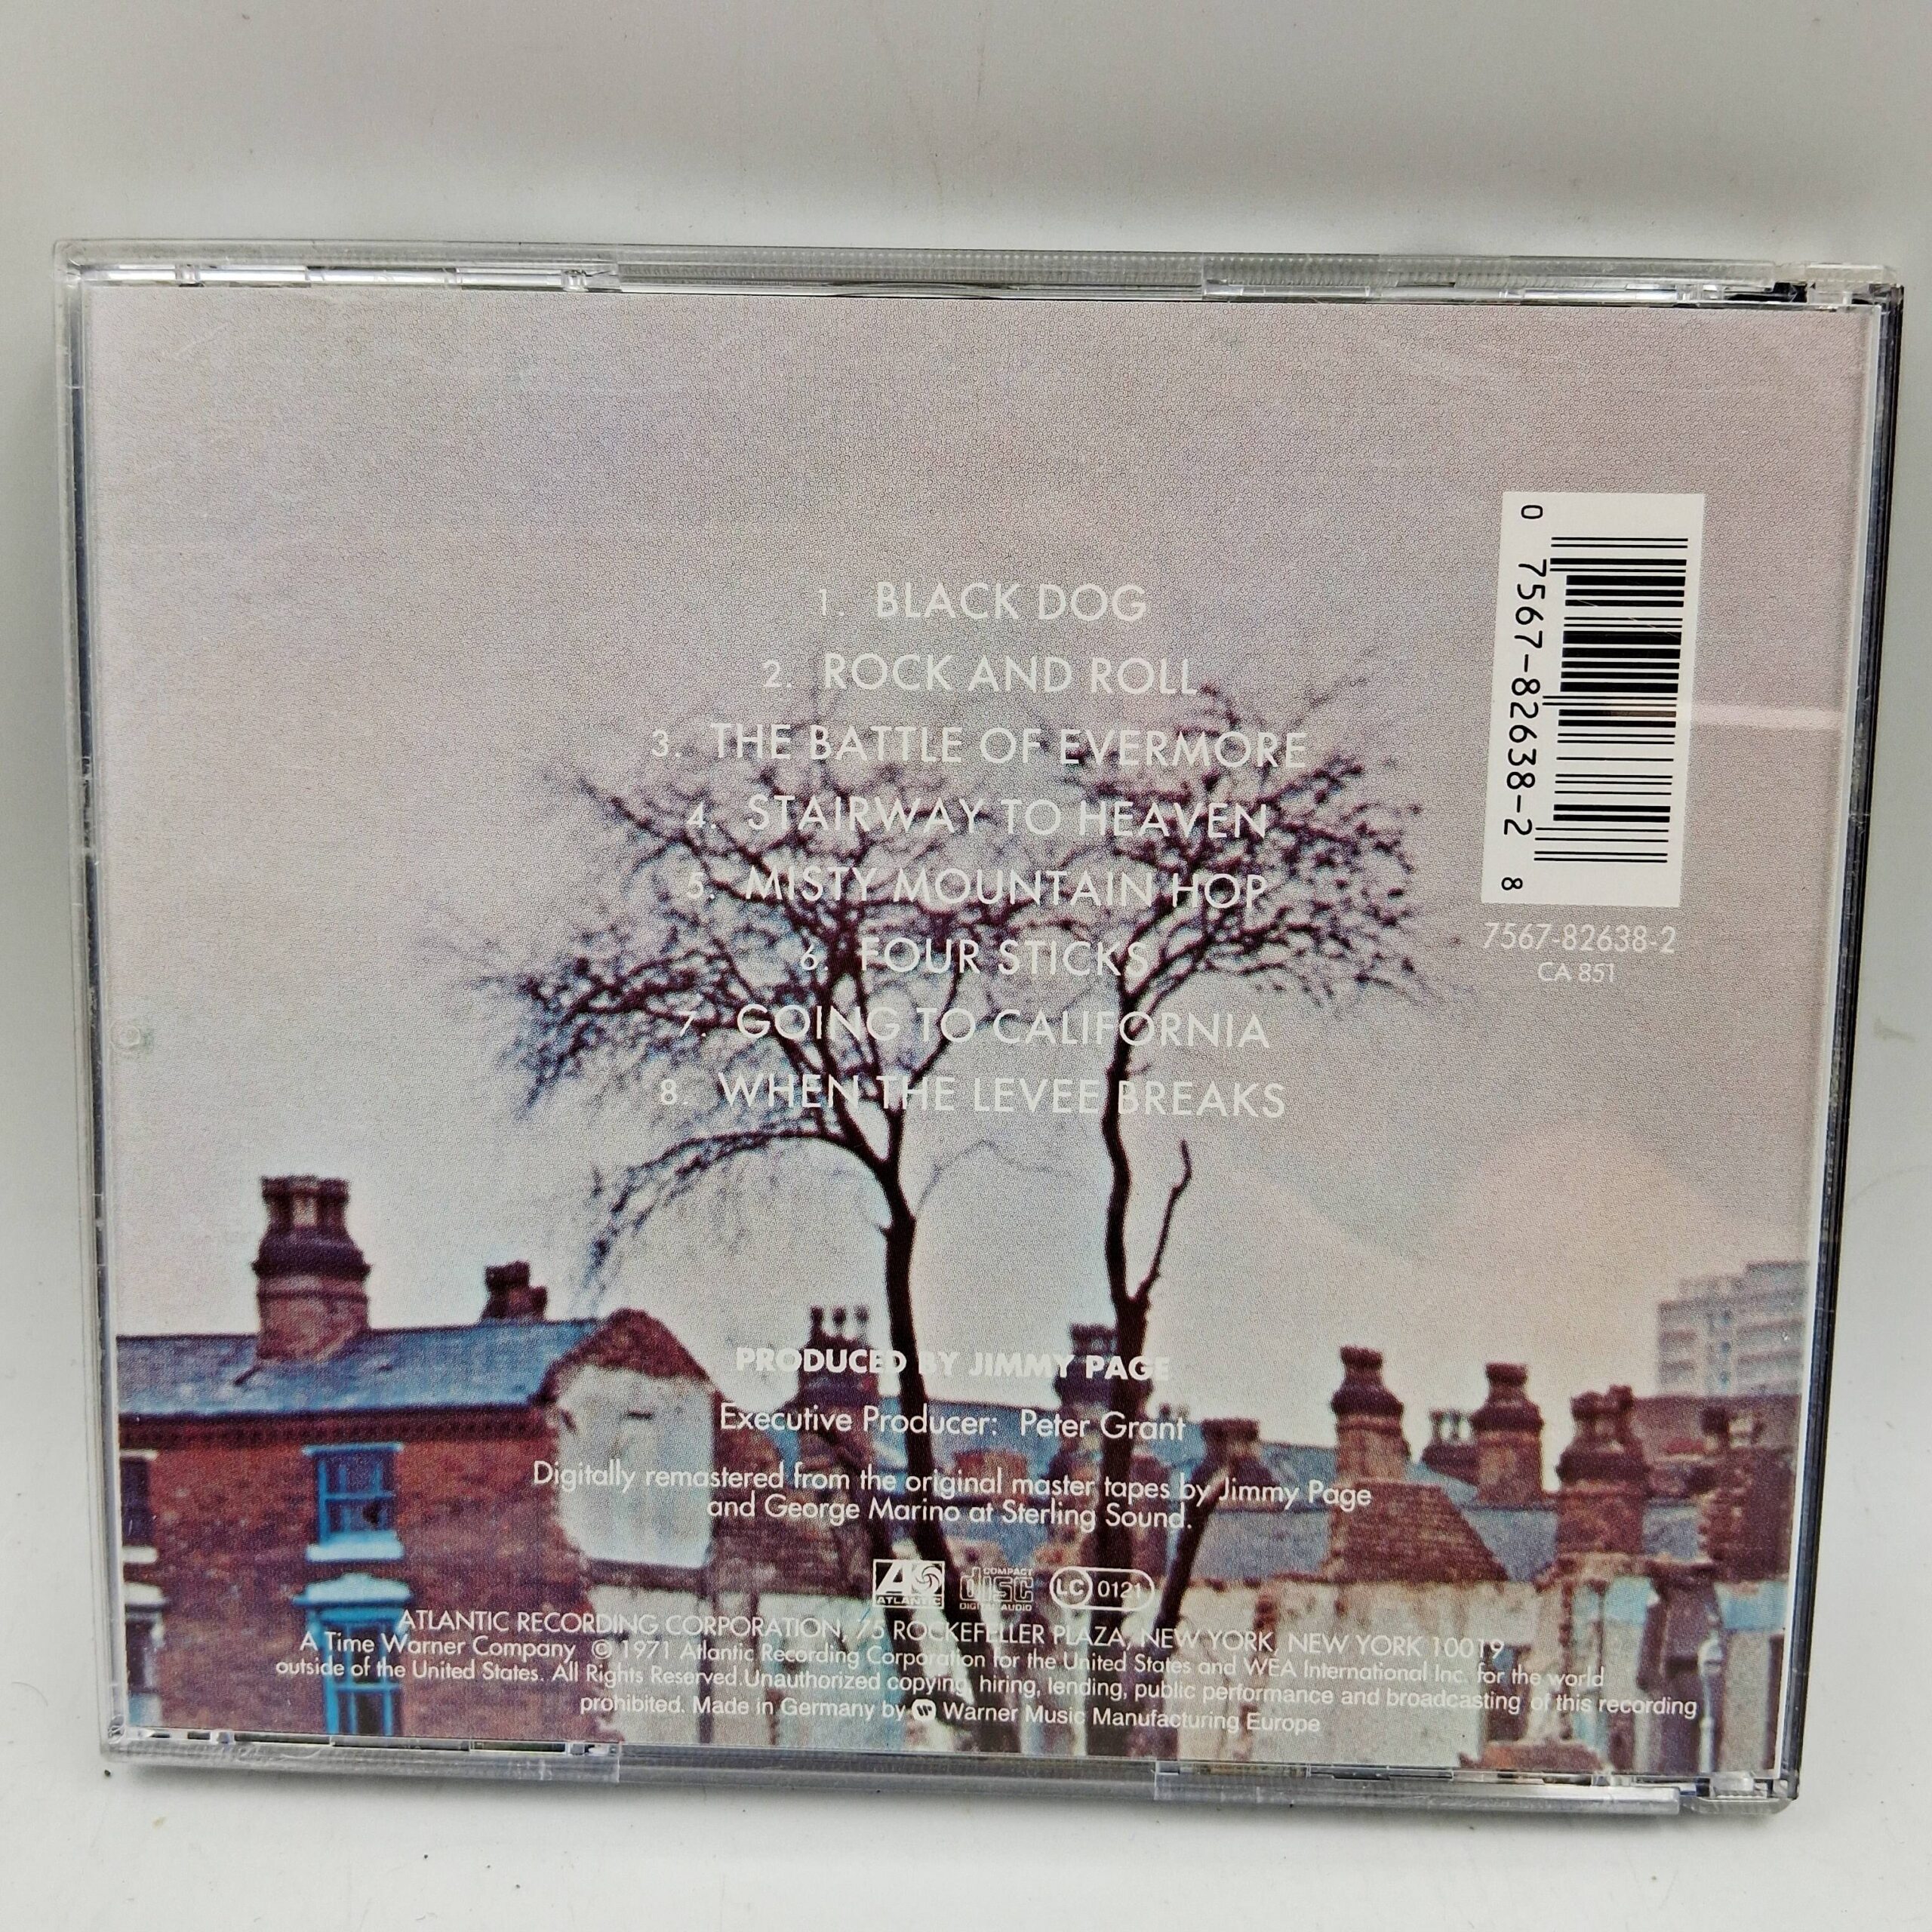 1. BLACK DOG
2. ROCK AND ROLL
3. THE BATTLE OF EVERMORE
4. STAIRWAY TO HEAVEN
5. MISTY MOUNTAIN HOP
6. FOUR STICKS
7. GOING TO CALIFORNIA
8. WHEN THE LEVEE BREAKS
0 7567-82638-2 8
7567-82638-2
CA 851
PRODUCED BY JIMMY PAGE
Executive Producer: Peter Grant
Digitally remastered from the original master tapes by Jimmy Page
and George Marino at Sterling Sound.
ATLANTIC
COMPACT
disc
DIGITAL AUDIO
LC 0121
ATLANTIC RECORDING CORPORATION, 75 ROCKEFELLER PLAZA, NEW YORK, NEW YORK 10019
A Time Warner Company © 1971 Atlantic Recording Corporation for the United States and WEA International Inc. for the world
outside of the United States. All Rights Reserved.Unauthorized copying, hiring, lending, public performance and broadcasting of this recording
prohibited. Made in Germany by Warner Music Manufacturing Europe